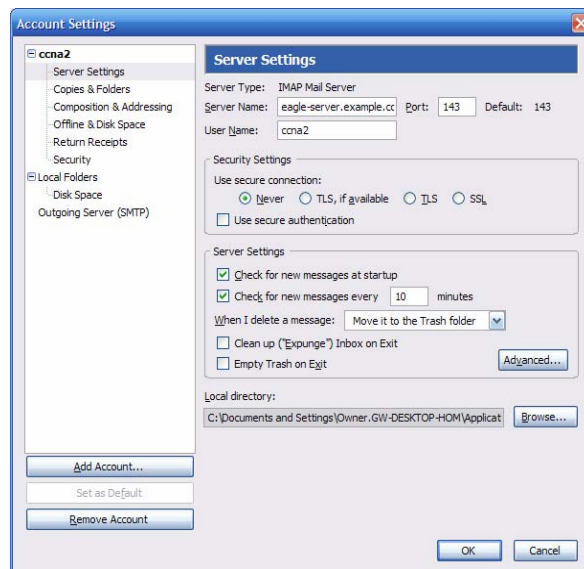 Account Settings
ccna2
Server Settings
Copies & Folders
Composition & Addressing
Offline & Disk Space
Return Receipts
Security
Local Folders
Disk Space
Outgoing Server (SMTP)
Add Account...
Set as Default
Remove Account
Server Settings
Server Type: IMAP Mail Server
Server Name: eagle-server.example.cc Port: 143 Default: 143
User Name: ccna2
Security Settings
Use secure connection:
Never TLS, if available TLS SSL
Use secure authentication
Server Settings
Check for new messages at startup
Check for new messages every 10 minutes
When I delete a message: Move it to the Trash folder
Clean up ("Expunge") Inbox on Exit
Empty Trash on Exit
Advanced...
Local directory:
C:\Documents and Settings\Owner.GW-DESKTOP-HOM\Applicat Browse...
OK Cancel